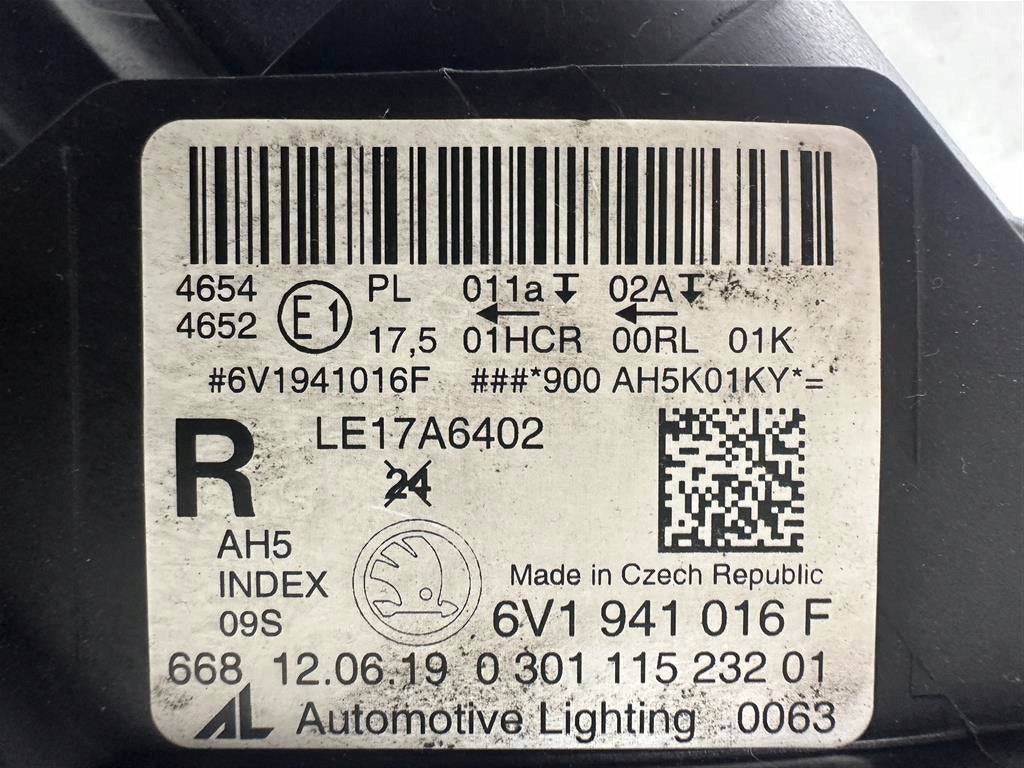 4654 E1 PL 011a 02A
4652 17,5 01HCR 00RL 01K
#6V1941016F ###*900 AH5K01KY*=
R LE17A6402
24
AH5
INDEX Made in Czech Republic
09S 6V1 941 016 F
668 12.06.19 0 301 115 232 01
AL Automotive Lighting 0063